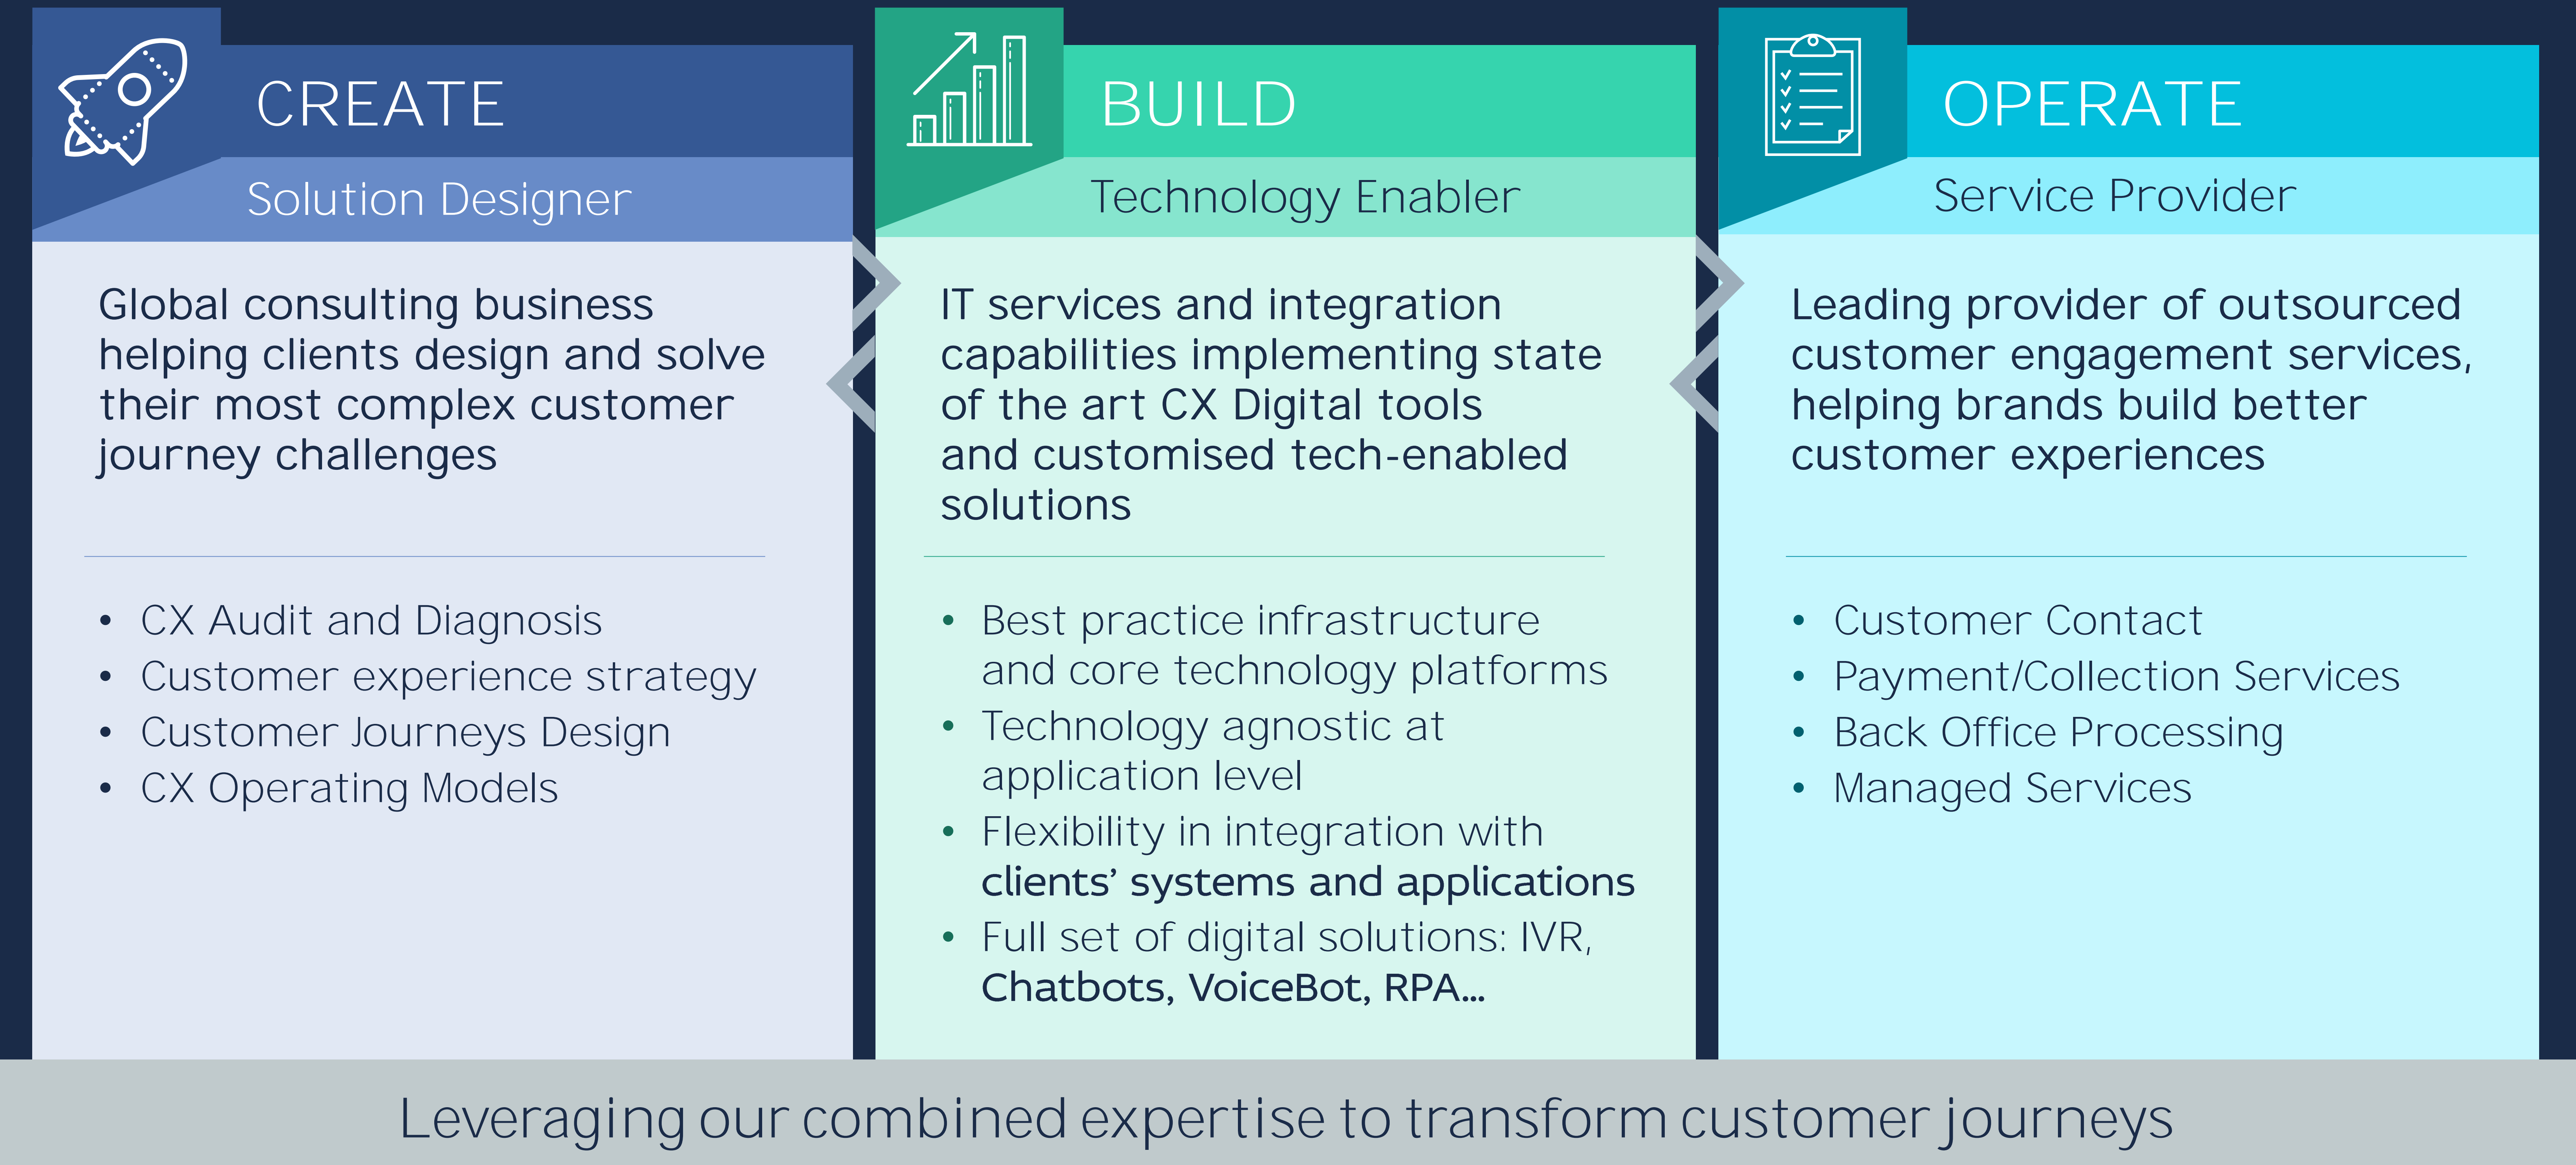 CREATE
Solution Designer
Global consulting business
helping clients design and solve
their most complex customer
journey challenges
• CX Audit and Diagnosis
• Customer experience strategy
• Customer Journeys Design
• CX Operating Models
BUILD
Technology Enabler
IT services and integration
capabilities implementing state
of the art CX Digital tools
and customised tech-enabled
solutions
• Best practice infrastructure
and core technology platforms
• Technology agnostic at
application level
• Flexibility in integration with
clients’ systems and applications
• Full set of digital solutions: IVR,
Chatbots, VoiceBot, RPA…
OPERATE
Service Provider
Leading provider of outsourced
customer engagement services,
helping brands build better
customer experiences
• Customer Contact
• Payment/Collection Services
• Back Office Processing
• Managed Services
Leveraging our combined expertise to transform customer journeys